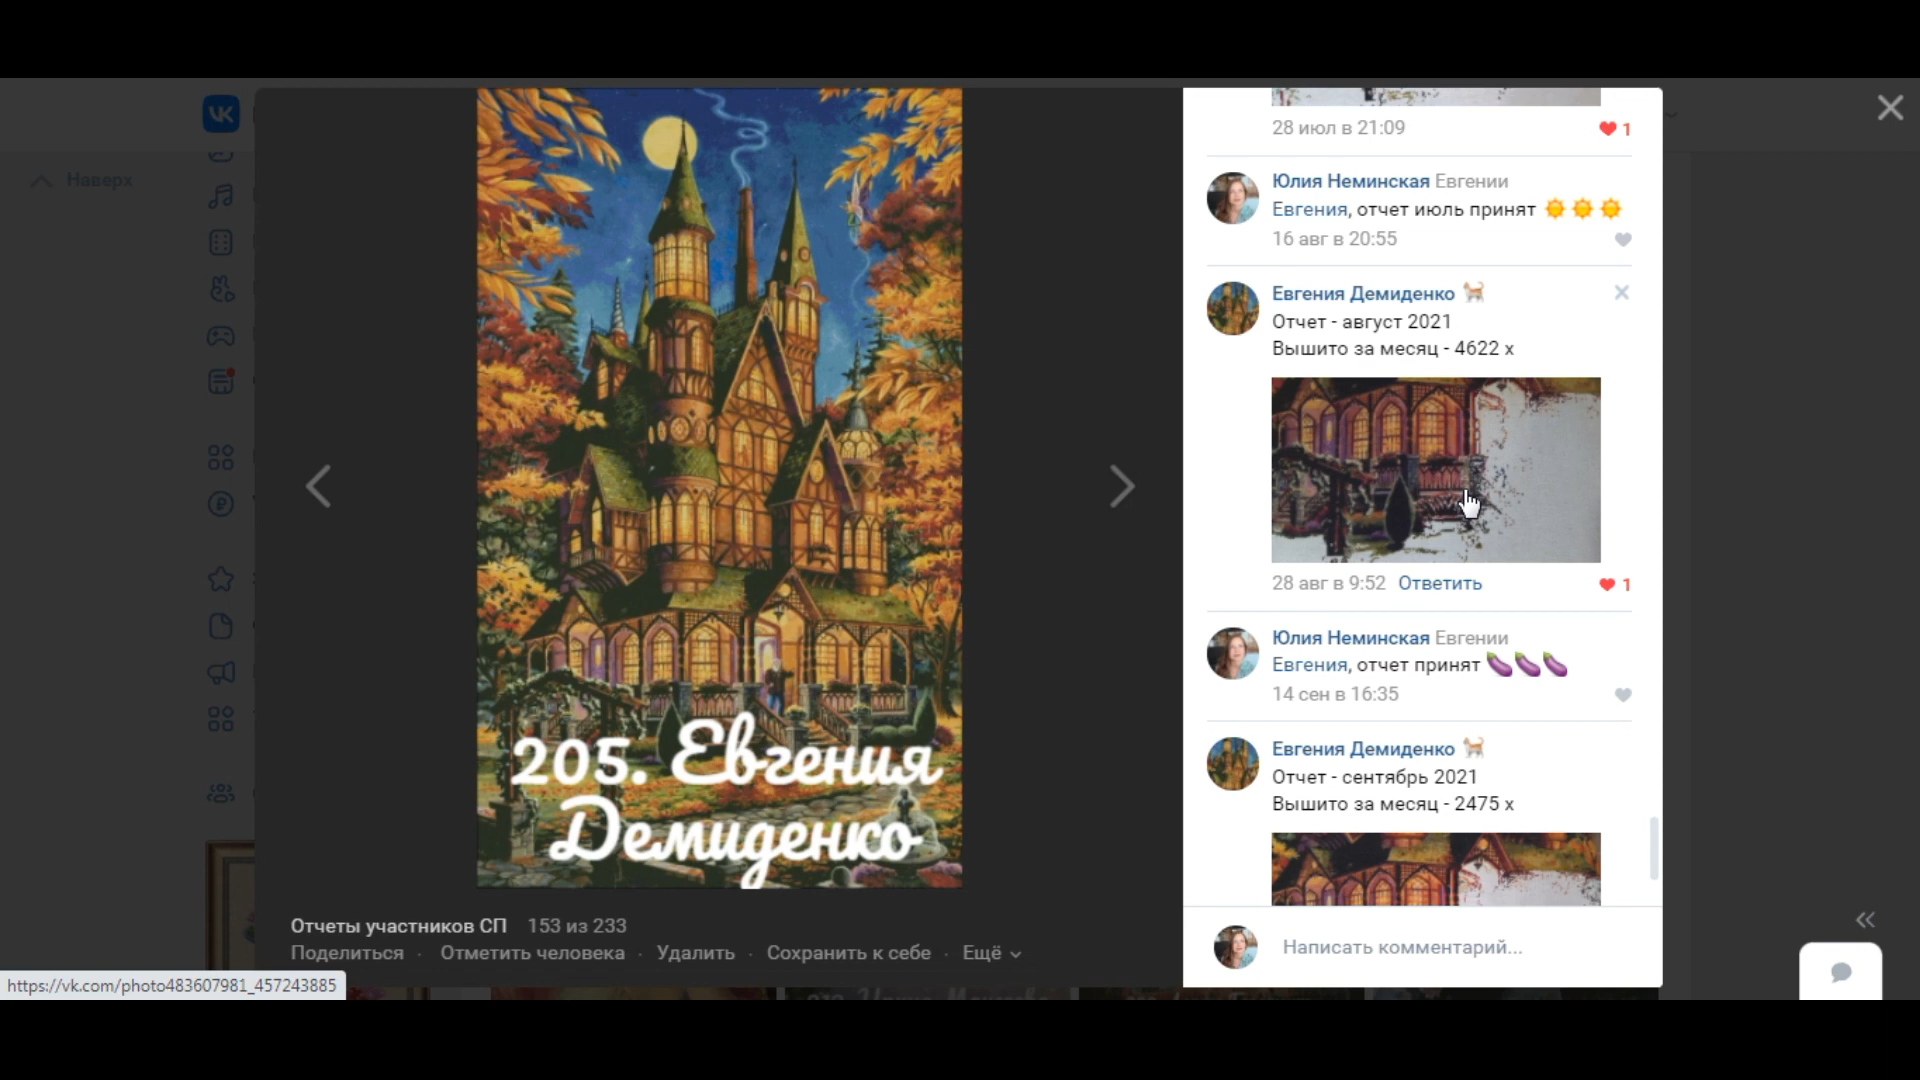 VK
Наверх
205. Евгения
Демиденко
Отчеты участников СП 153 из 233
Поделиться · Отметить человека · Удалить · Сохранить к себе · Ещё
28 июл в 21:09
1
Юлия Неминская Евгении
Евгения, отчет июль принят
16 авг в 20:55
Евгения Демиденко
Отчет - август 2021
Вышито за месяц - 4622 х
28 авг в 9:52 Ответить
1
Юлия Неминская Евгении
Евгения, отчет принят
14 сен в 16:35
Евгения Демиденко
Отчет - сентябрь 2021
Вышито за месяц - 2475 х
Написать комментарий...
https://vk.com/photo483607981_457243885